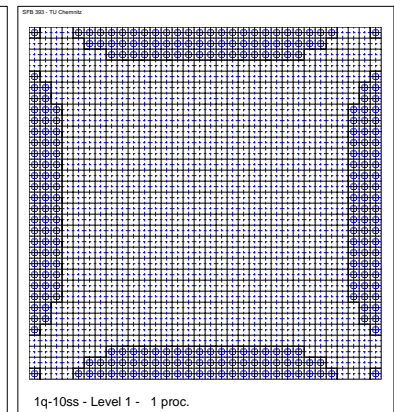 SFB 393 - TU Chemnitz
1q-10ss - Level 1 - 1 proc.